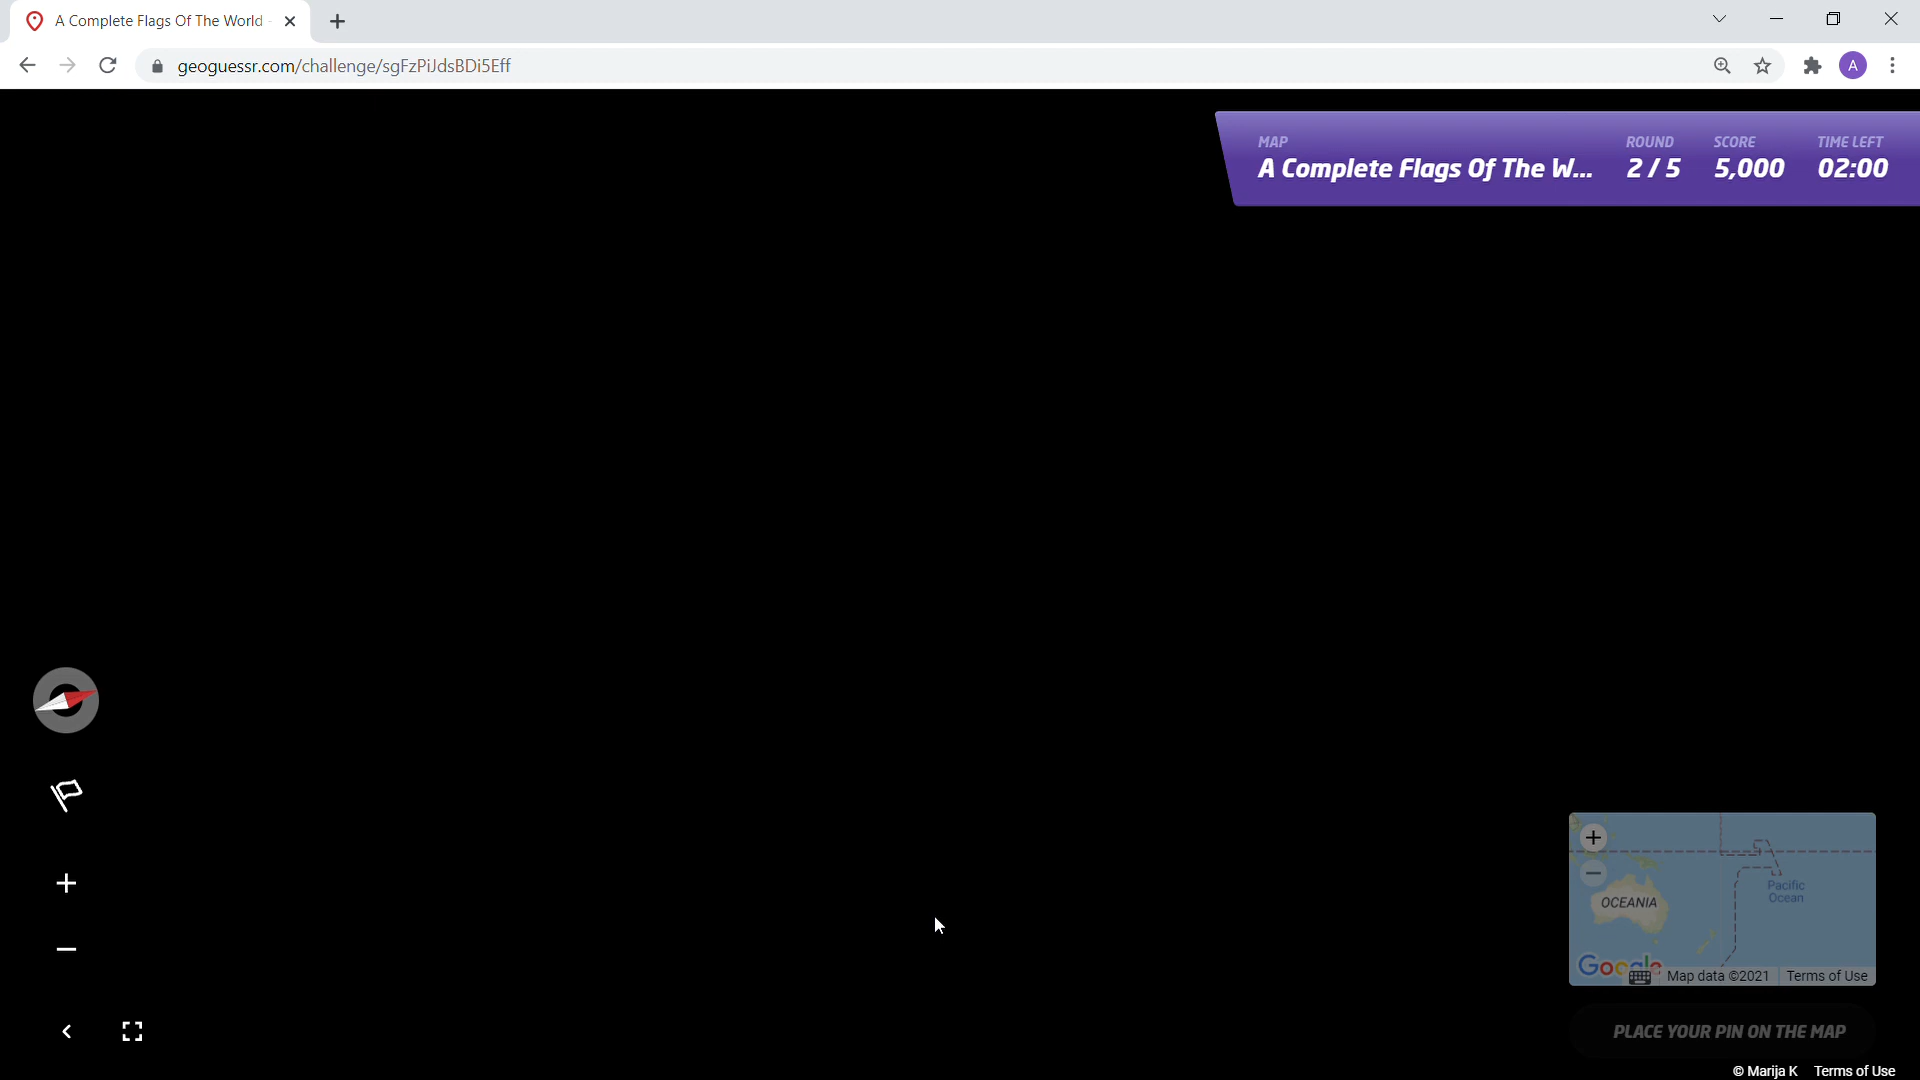 A Complete Flags Of The World
geoguessr.com/challenge/sgFzPiJdsBDi5Eff
A
MAP
ROUND
SCORE
TIME LEFT
A Complete Flags Of The W...
2 / 5
5,000
02:00
Pacific
Ocean
OCEANIA
Google
Map data ©2021
Terms of Use
PLACE YOUR PIN ON THE MAP
© Marija K
Terms of Use